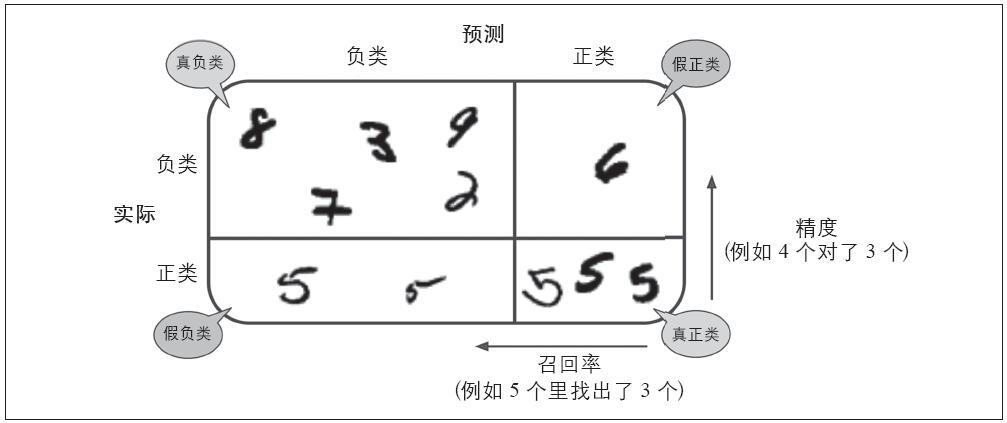 预测
负类 正类
真负类 假正类
8 3 9
负类
6
7 2
实际
精度
(例如 4 个对了 3 个)
正类
5 5 5 5 5
假负类 真正类
召回率
(例如 5 个里找出了 3 个)